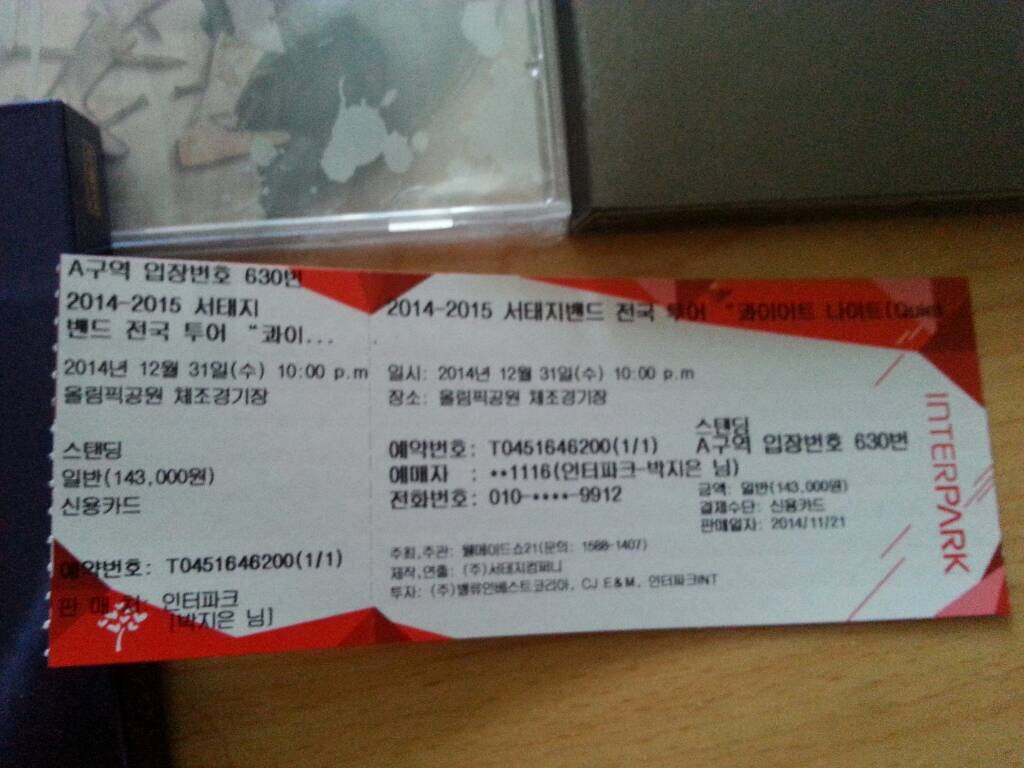 A구역 입장번호 630번
2014-2015 서태지
밴드 전국 투어 “콰이...
2014년 12월 31일(수) 10:00 p.m
올림픽공원 체조경기장
스탠딩
일반(143,000원)
신용카드
예약번호: T0451646200(1/1)
판 매 처: 인터파크
[박지은 님]
2014-2015 서태지밴드 전국 투어 “콰이어트 나이트(Quiet
일시: 2014년 12월 31일(수) 10:00 p.m
장소: 올림픽공원 체조경기장
스탠딩
예약번호: T0451646200(1/1) A구역 입장번호 630번
예매자 : **1116(인터파크-박지은 님)
전화번호: 010-****-9912
금액: 일반(143,000원)
결제수단: 신용카드
판매일자: 2014/11/21
주최,주관: 웰메이드쇼21(문의: 1588-1407)
제작,연출: (주)서태지컴퍼니
투자: (주)밸류인베스트코리아, CJ E&M, 인터파크INT
INTERPARK